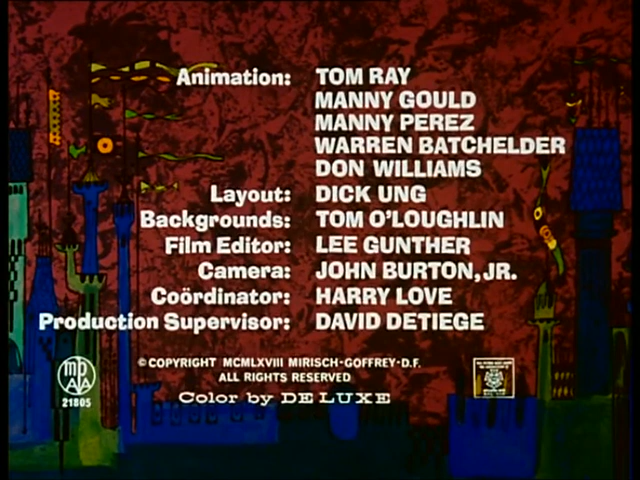 Animation: TOM RAY
MANNY GOULD
MANNY PEREZ
WARREN BATCHELDER
DON WILLIAMS
Layout: DICK UNG
Backgrounds: TOM O'LOUGHLIN
Film Editor: LEE GUNTHER
Camera: JOHN BURTON, JR.
Coördinator: HARRY LOVE
Production Supervisor: DAVID DETIEGE
© COPYRIGHT MCMLXVIII MIRISCH-GOFFREY-D.F.
ALL RIGHTS RESERVED
Color by DE LUXE
21805